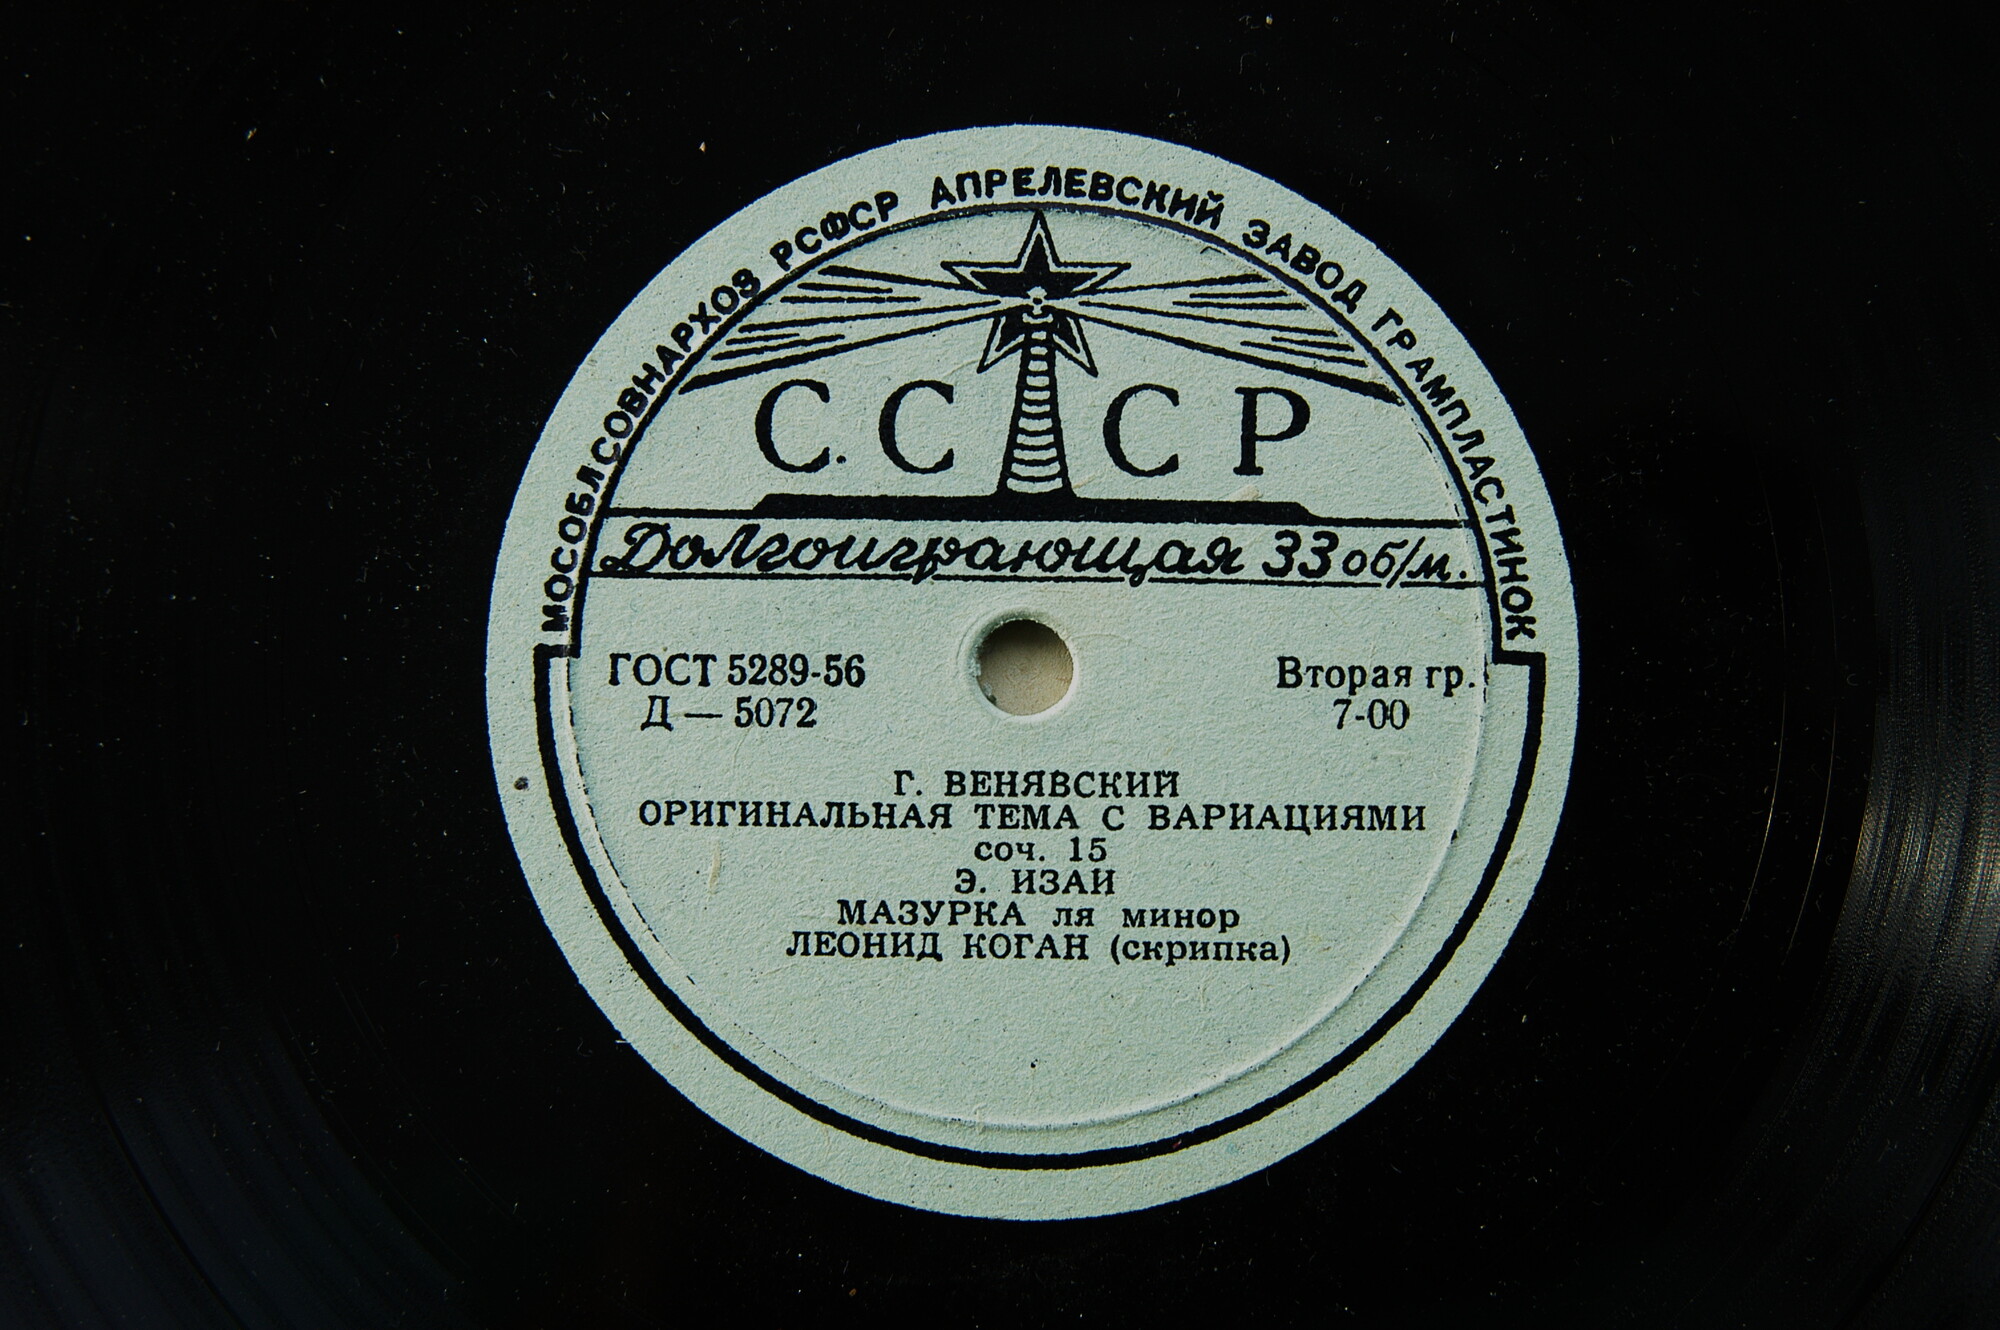 МОСОБЛСОВНАРХОЗ РСФСР АПРЕЛЕВСКИЙ ЗАВОД ГРАМПЛАСТИНОК
С.С СР
Долгоиграющая 33 об/м.
ГОСТ 5289-56
Д — 5072
Вторая гр.
7-00
Г. ВЕНЯВСКИЙ
ОРИГИНАЛЬНАЯ ТЕМА С ВАРИАЦИЯМИ
соч. 15
Э. ИЗАИ
МАЗУРКА ля минор
ЛЕОНИД КОГАН (скрипка)